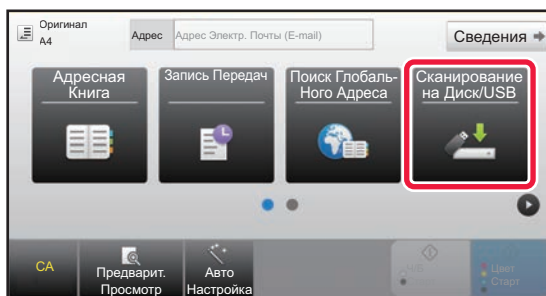 Оригинал
A4
Адрес
Адрес Электр. Почты (E-mail)
Сведения
Адресная
Книга
Запись Передач
Поиск Глобаль-
Ного Адреса
Сканирование
на Диск/USB
CA
Предварит.
Просмотр
Авто
Настройка
Ч/Б
Старт
Цвет
Старт